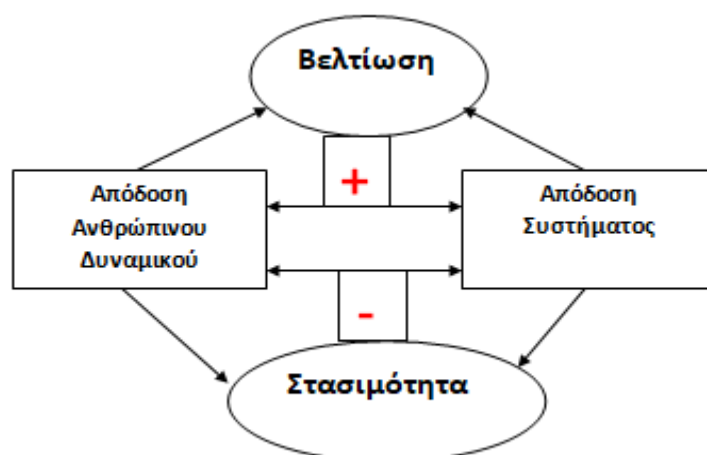 Βελτίωση
+
Απόδοση
Ανθρώπινου
Δυναμικού
Απόδοση
Συστήματος
-
Στασιμότητα